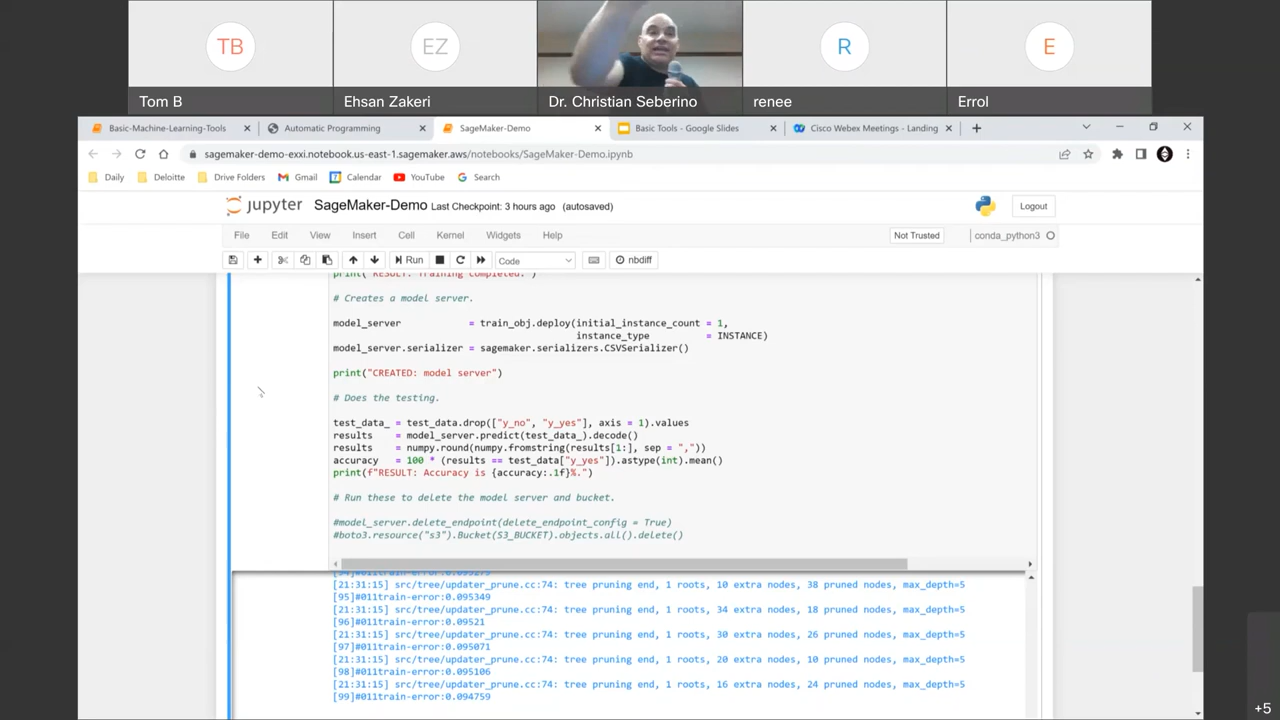 TB
EZ
R
E
Tom B
Ehsan Zakeri
Dr. Christian Seberino
renee
Errol
Basic-Machine-Learning-Tools
Automatic Programming
SageMaker-Demo
Basic Tools - Google Slides
Cisco Webex Meetings - Landing
sagemaker-demo-exxi.notebook.us-east-1.sagemaker.aws/notebooks/SageMaker-Demo.ipynb
Daily
Deloitte
Drive Folders
Gmail
Calendar
YouTube
Search
jupyter SageMaker-Demo Last Checkpoint: 3 hours ago (autosaved)
Logout
File Edit View Insert Cell Kernel Widgets Help
Not Trusted
conda_python3
Run
Code
nbdiff
print("RESULT: Training completed.")
# Creates a model server.
model_server = train_obj.deploy(initial_instance_count = 1,
instance_type = INSTANCE)
model_server.serializer = sagemaker.serializers.CSVSerializer()
print("CREATED: model server")
# Does the testing.
test_data_ = test_data.drop(["y_no", "y_yes"], axis = 1).values
results = model_server.predict(test_data_).decode()
results = numpy.round(numpy.fromstring(results[1:], sep = ","))
accuracy = 100 * (results == test_data["y_yes"]).astype(int).mean()
print(f"RESULT: Accuracy is {accuracy:.1f}%.")
# Run these to delete the model server and bucket.
#model_server.delete_endpoint(delete_endpoint_config = True)
#boto3.resource("s3").Bucket(S3_BUCKET).objects.all().delete()
[21:31:15] src/tree/updater_prune.cc:74: tree pruning end, 1 roots, 10 extra nodes, 38 pruned nodes, max_depth=5
[95]#011train-error:0.095349
[21:31:15] src/tree/updater_prune.cc:74: tree pruning end, 1 roots, 34 extra nodes, 18 pruned nodes, max_depth=5
[96]#011train-error:0.09521
[21:31:15] src/tree/updater_prune.cc:74: tree pruning end, 1 roots, 30 extra nodes, 26 pruned nodes, max_depth=5
[97]#011train-error:0.095071
[21:31:15] src/tree/updater_prune.cc:74: tree pruning end, 1 roots, 20 extra nodes, 10 pruned nodes, max_depth=5
[98]#011train-error:0.095106
[21:31:15] src/tree/updater_prune.cc:74: tree pruning end, 1 roots, 16 extra nodes, 24 pruned nodes, max_depth=5
[99]#011train-error:0.094759
+5